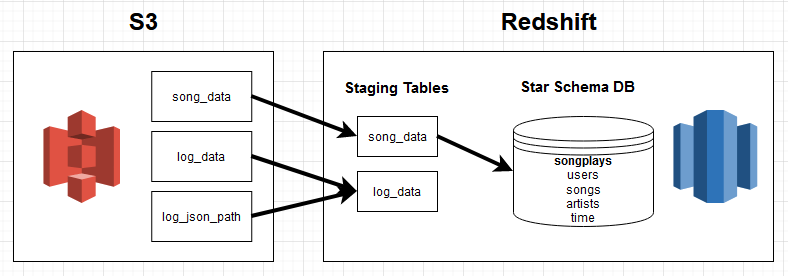 S3
Redshift
song_data
log_data
log_json_path
Staging Tables
song_data
log_data
Star Schema DB
songplays
users
songs
artists
time